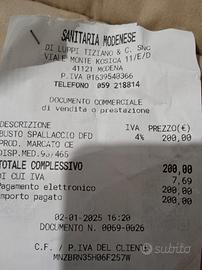 SANITARIA MODENESE
DI LUPPI TIZIANO & C. SNC
VIALE MONTE KOSICA 11/E/D
41121 MODENA
P.IVA 01639540366
TELEFONO 059 218814
DOCUMENTO COMMERCIALE
di vendita o prestazione
DESCRIZIONE IVA PREZZO(€)
BUSTO SPALLACCIO DFD 4% 200,00
PROD. MARCATO CE
DISP.MED.93/465
TOTALE COMPLESSIVO 200,00
DI CUI IVA 7,69
Pagamento elettronico 200,00
Importo pagato 200,00
02-01-2025 16:20
DOCUMENTO N. 0069-0026
C.F. / P.IVA DEL CLIENTE
MNZBRN35H06F257W
subito